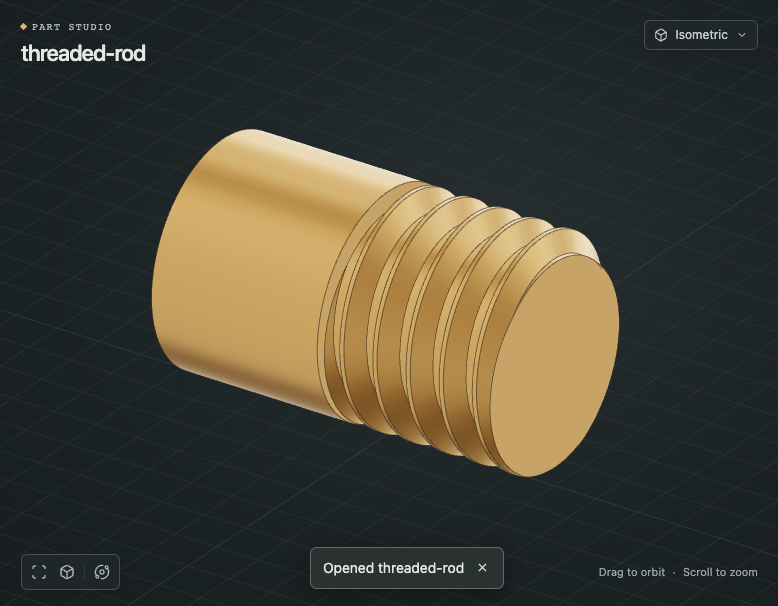 PART STUDIO
threaded-rod
Isometric
Opened threaded-rod
Drag to orbit · Scroll to zoom